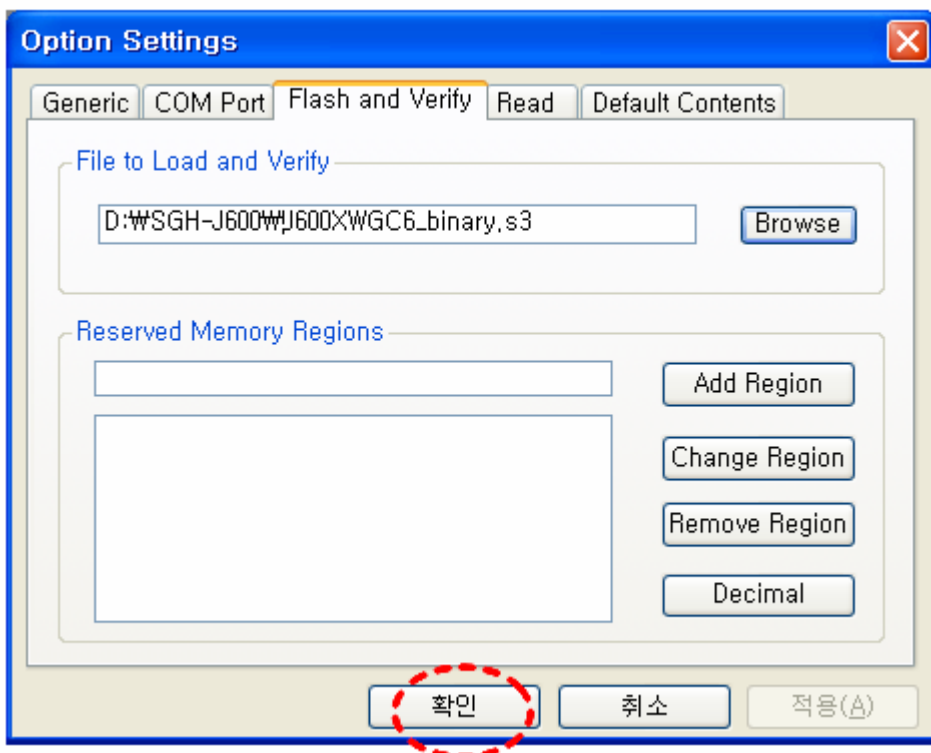 Option Settings
Generic COM Port Flash and Verify Read Default Contents
File to Load and Verify
D:₩SGH-J600₩J600XWGC6_binary.s3 Browse
Reserved Memory Regions
Add Region
Change Region
Remove Region
Decimal
확인 취소 적용(A)